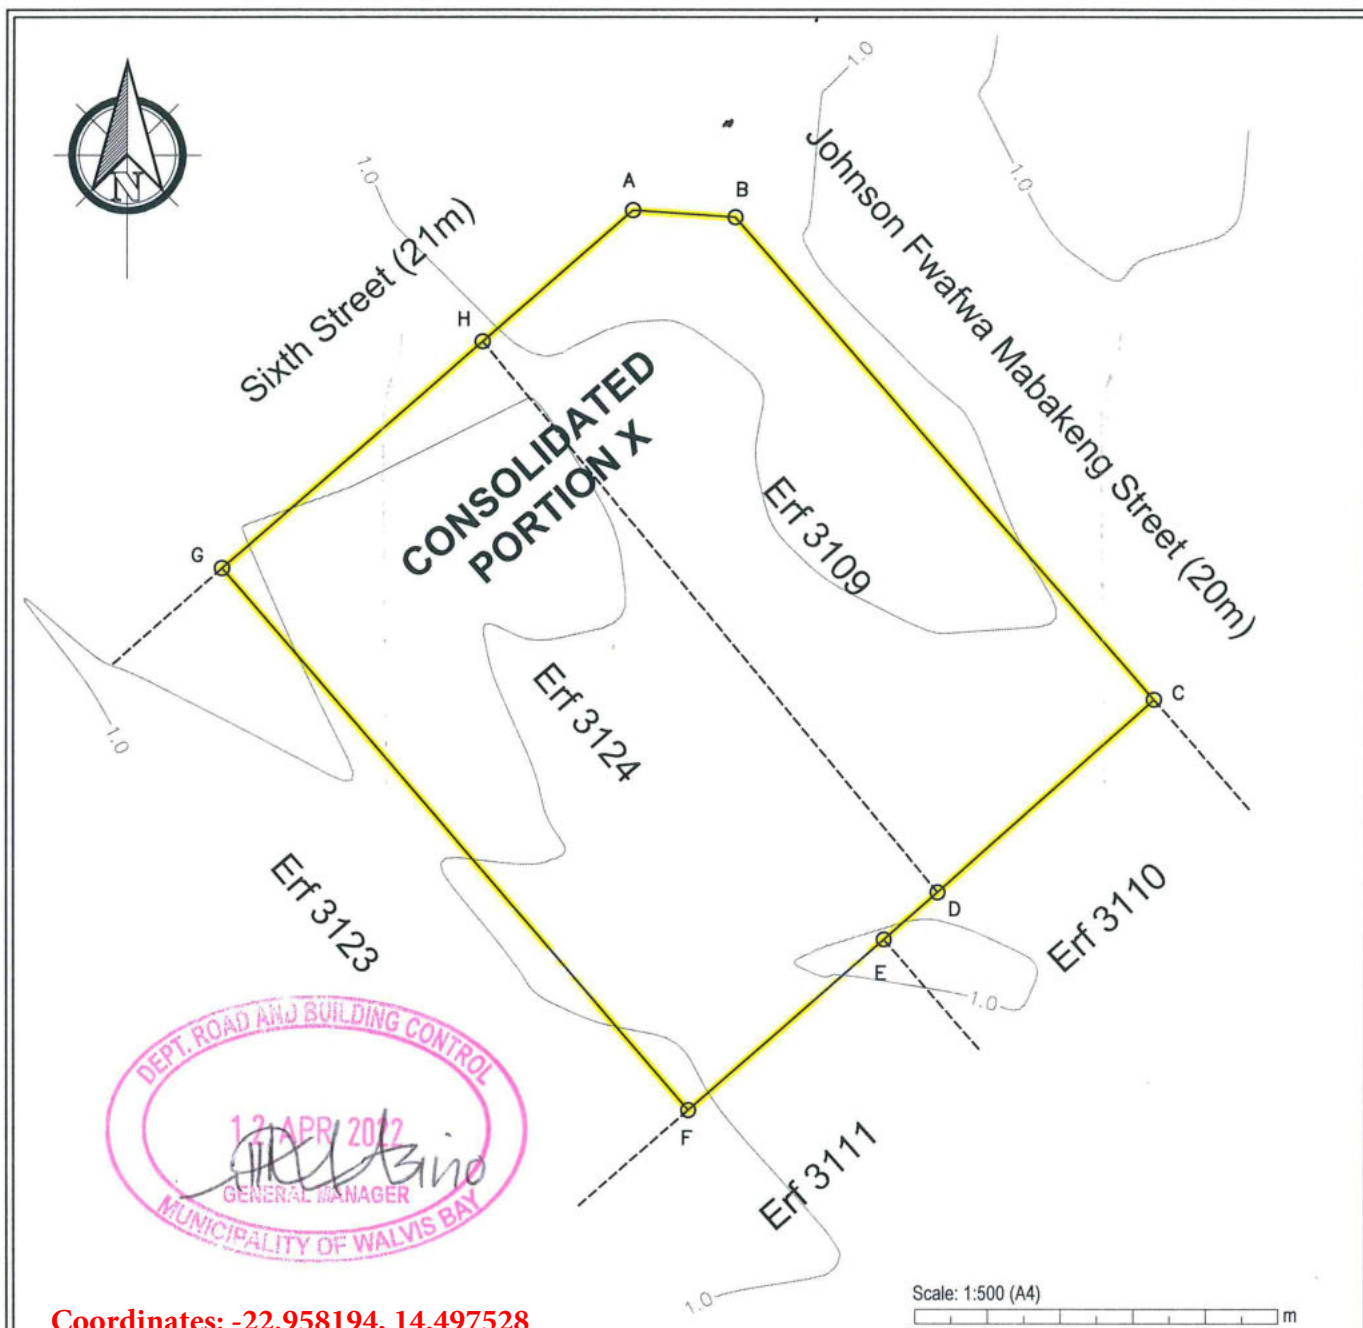 N
1.0
1.0
1.0
A
B
Sixth Street (21m)
Johnson Fwafwa Mabakeng Street (20m)
H
CONSOLIDATED
PORTION X
Erf 3109
G
Erf 3124
C
1.0
Erf 3123
D
Erf 3110
E
1.0
F
Erf 3111
DEPT. ROAD AND BUILDING CONTROL
12 APR 2022
GENERAL MANAGER
MUNICIPALITY OF WALVIS BAY
1.0
Scale: 1:500 (A4)
m
Coordinates: -22.958194, 14.497528